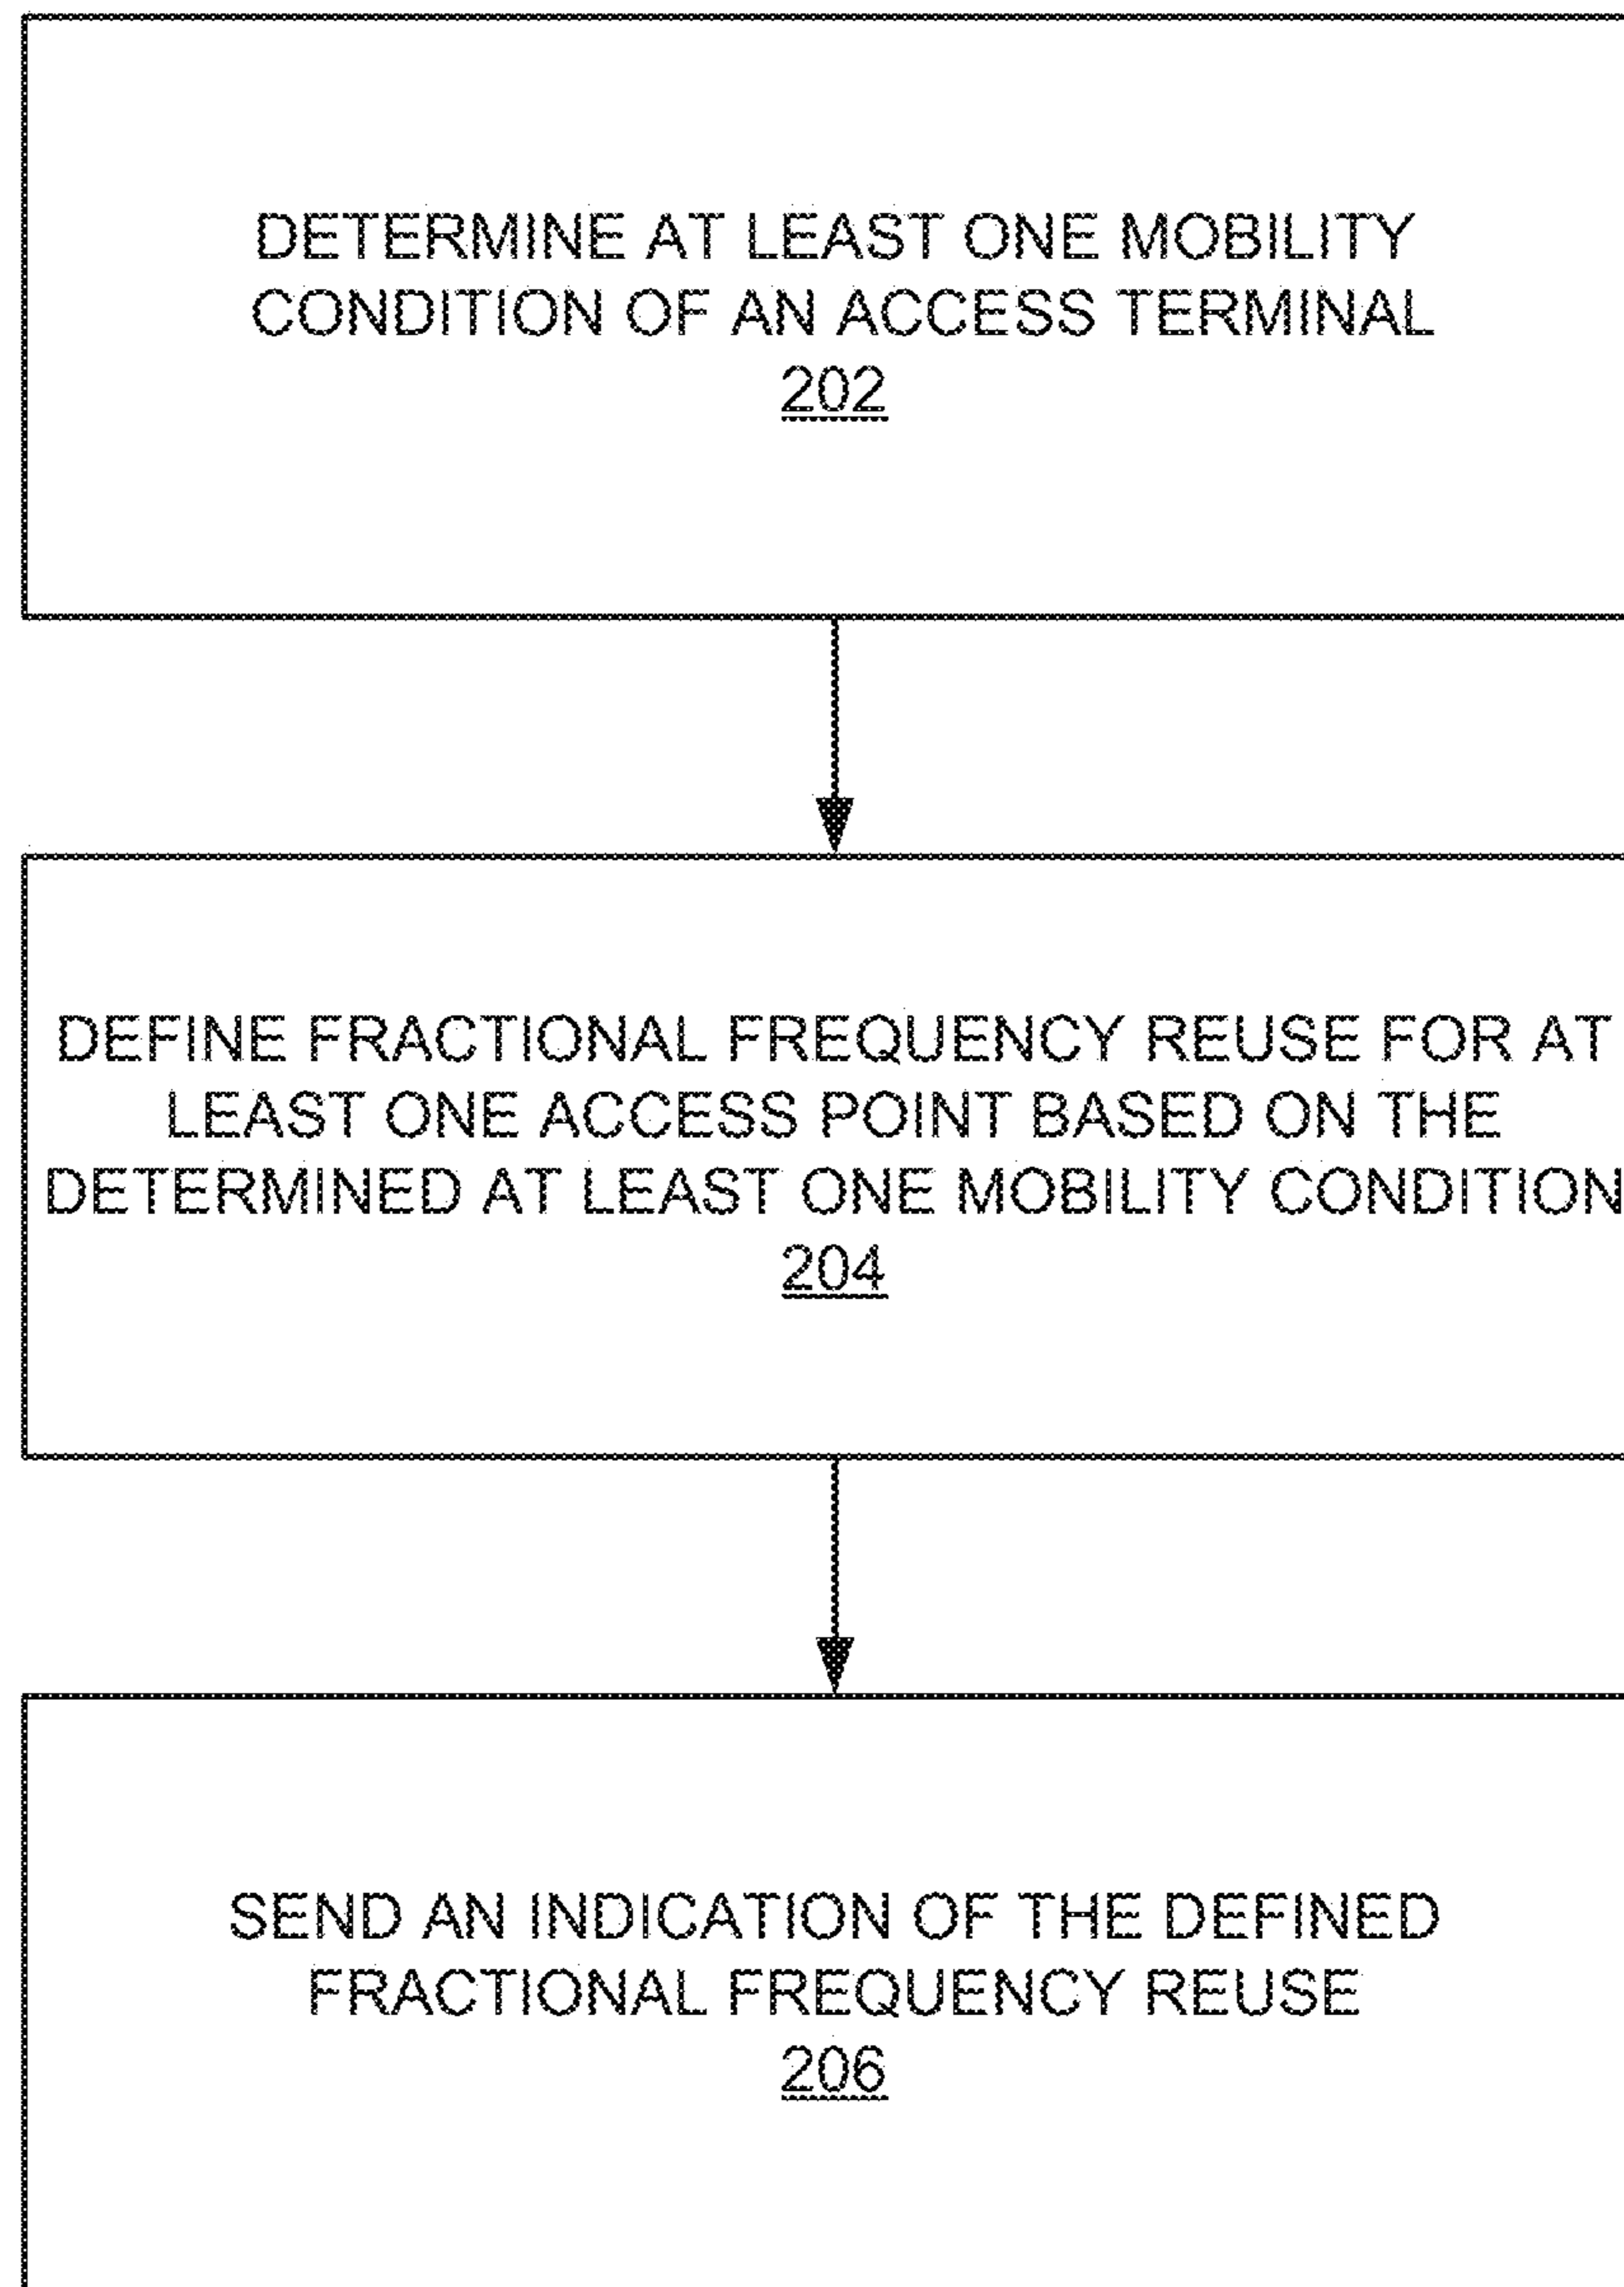 DETERMINE AT LEAST ONE MOBILITY
CONDITION OF AN ACCESS TERMINAL
202
DEFINE FRACTIONAL FREQUENCY REUSE FOR AT
LEAST ONE ACCESS POINT BASED ON THE
DETERMINED AT LEAST ONE MOBILITY CONDITION
204
SEND AN INDICATION OF THE DEFINED
FRACTIONAL FREQUENCY REUSE
206